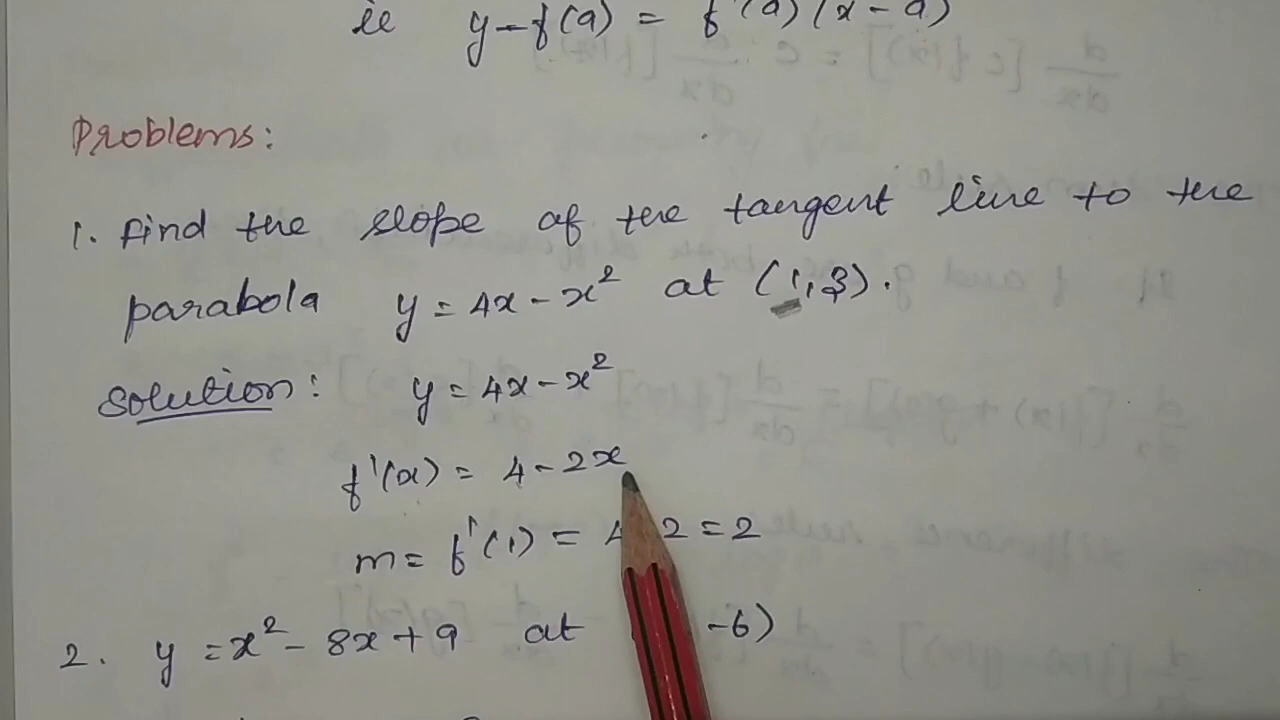 ie y-f(a) = f'(a)(x-a)
Problems:
1. Find the slope of the tangent line to the
parabola y = 4x - x² at (1,3).
Solution: y = 4x - x²
f'(x) = 4 - 2x
m = f'(1) = 4 2 = 2
2. y = x² - 8x + 9 at -6)